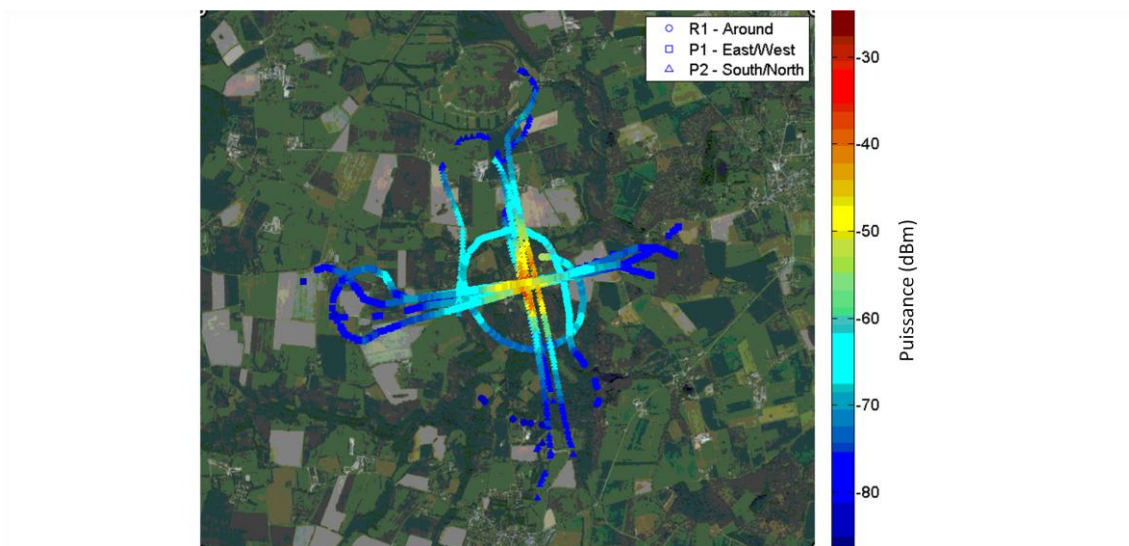 R1 - Around
P1 - East/West
P2 - South/North
-30
-40
-50
-60
-70
-80
Puissance (dBm)